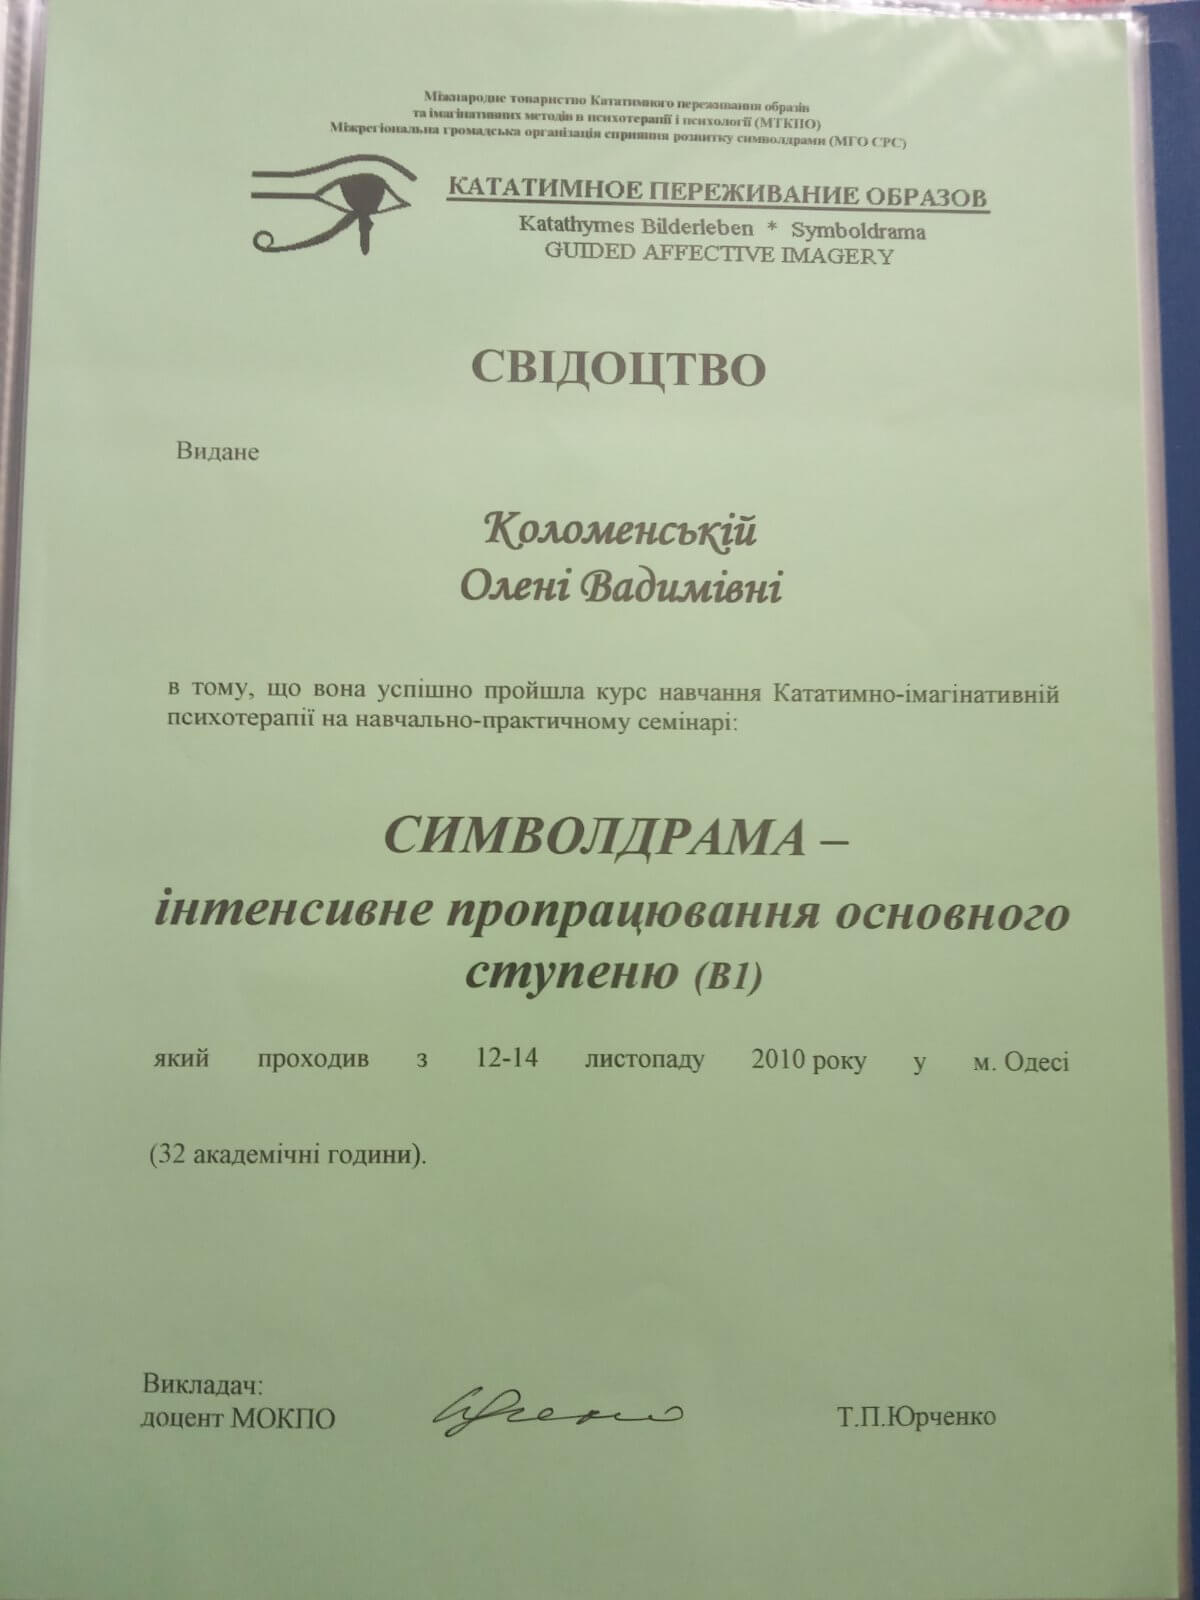 Міжнародне товариство Кататимного переживання образів
та імагінативних методів в психотерапії і психології (МТКПО)
Міжрегіональна громадська організація сприяння розвитку символдрами (МГО СРС)
КАТАТИМНОЕ ПЕРЕЖИВАНИЕ ОБРАЗОВ
Katathymes Bilderleben * Symboldrama
GUIDED AFFECTIVE IMAGERY
СВІДОЦТВО
Видане
Коломенській
Олені Вадимівні
в тому, що вона успішно пройшла курс навчання Кататимно-імагінативній
психотерапії на навчально-практичному семінарі:
СИМВОЛДРАМА –
інтенсивне пропрацювання основного
ступеню (В1)
який проходив з 12-14 листопаду 2010 року у м. Одесі
(32 академічні години).
Викладач:
доцент МОКПО
Т.П.Юрченко